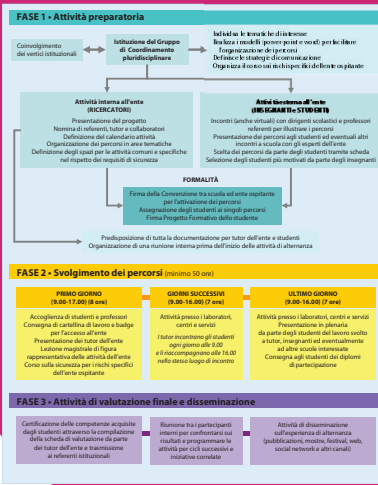 FASE 1 • Attività preparatoria
Coinvolgimento
dei vertici istituzionali
Istituzione del Gruppo
di Coordinamento
pluridisciplinare
Individua le tematiche di interesse
Realizza i modelli (power-point e word) per facilitare
l'organizzazione dei percorsi
Definisce le strategie di comunicazione
Organizza il corso sui rischi specifici dell'ente ospitante
Attività interna all'ente
(RICERCATORI)
Presentazione del progetto
Nomina di referenti, tutor e collaboratori
Definizione del calendario attività
Organizzazione dei percorsi in aree tematiche
Definizione degli spazi per le attività comuni e specifiche
nel rispetto dei requisiti di sicurezza
Attività esterna all'ente
(INSEGNANTI e STUDENTI)
Incontri (anche virtuali) con dirigenti scolastici e professori
referenti per illustrare i percorsi
Presentazione dei percorsi agli studenti ed eventuali altri
incontri a scuola con gli esperti dell'ente
Scelta dei percorsi da parte degli studenti tramite scheda
Selezione degli studenti più motivati da parte degli insegnanti
FORMALITÀ
Firma della Convenzione tra scuola ed ente ospitante
per l'attivazione dei percorsi
Assegnazione degli studenti ai singoli percorsi
Firma Progetto Formativo dello studente
Predisposizione di tutta la documentazione per tutor dell'ente e studenti
Organizzazione di una riunione interna prima dell'inizio delle attività di alternanza
FASE 2 • Svolgimento dei percorsi (minimo 50 ore)
PRIMO GIORNO
(9.00-17.00) (8 ore)
Accoglienza di studenti e professori
Consegna di cartellina di lavoro e badge
per l'accesso all'ente
Presentazione del tutor dell'ente
Lezione magistrale di figura
rappresentativa delle attività dell'ente
Corso sulla sicurezza per i rischi specifici
dell'ente ospitante
GIORNI SUCCESSIVI
(9.00-16.00) (7 ore)
Attività presso i laboratori,
centri e servizi
I tutor incontrano gli studenti
ogni giorno alle 9.00
e li riaccompagnano alle 16.00
nello stesso luogo di incontro
ULTIMO GIORNO
(9.00-16.00) (7 ore)
Attività presso i laboratori, centri e servizi
Presentazione in plenaria
da parte degli studenti del lavoro svolto
a tutor, insegnanti ed eventualmente
ad altre scuole interessate
Consegna agli studenti dei diplomi
di partecipazione
FASE 3 • Attività di valutazione finale e disseminazione
Certificazione delle competenze acquisite
dagli studenti attraverso la compilazione
della scheda di valutazione da parte
dei tutor dell'ente e trasmissione
ai referenti istituzionali
Riunione tra i partecipanti
interni per confrontarsi sui
risultati e programmare le
attività per cicli successivi e
iniziative correlate
Attività di disseminazione
sull'esperienza di alternanza
(pubblicazioni, mostre, festival, web,
social network e altri canali)